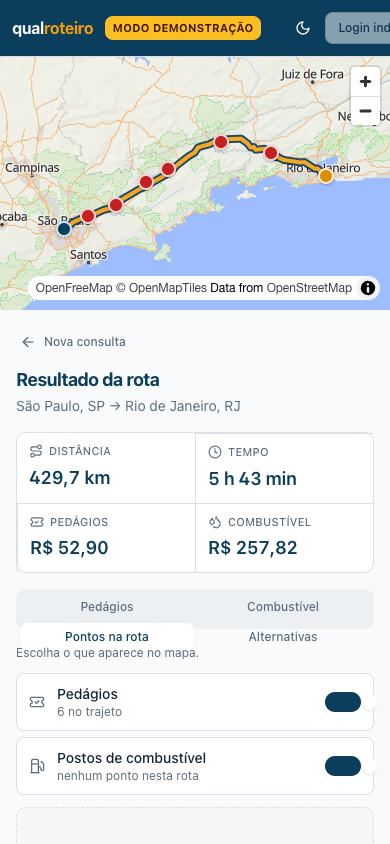 qualroteiro
MODO DEMONSTRAÇÃO
Login ind
Juiz de Fora
Campinas
Rio
aneiro
São P
Santos
OpenFreeMap © OpenMapTiles Data from OpenStreetMap
Nova consulta
Resultado da rota
São Paulo, SP → Rio de Janeiro, RJ
DISTÂNCIA
429,7 km
TEMPO
5 h 43 min
PEDÁGIOS
R$ 52,90
COMBUSTÍVEL
R$ 257,82
Pedágios
Combustível
Pontos na rota
Alternativas
Escolha o que aparece no mapa.
Pedágios
6 no trajeto
Postos de combustível
nenhum ponto nesta rota